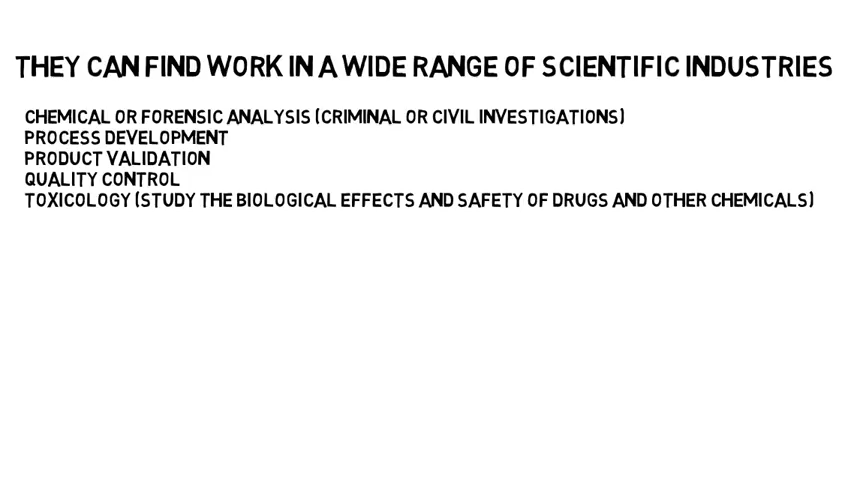 THEY CAN FIND WORK IN A WIDE RANGE OF SCIENTIFIC INDUSTRIES
CHEMICAL OR FORENSIC ANALYSIS (CRIMINAL OR CIVIL INVESTIGATIONS)
PROCESS DEVELOPMENT
PRODUCT VALIDATION
QUALITY CONTROL
TOXICOLOGY (STUDY THE BIOLOGICAL EFFECTS AND SAFETY OF DRUGS AND OTHER CHEMICALS)